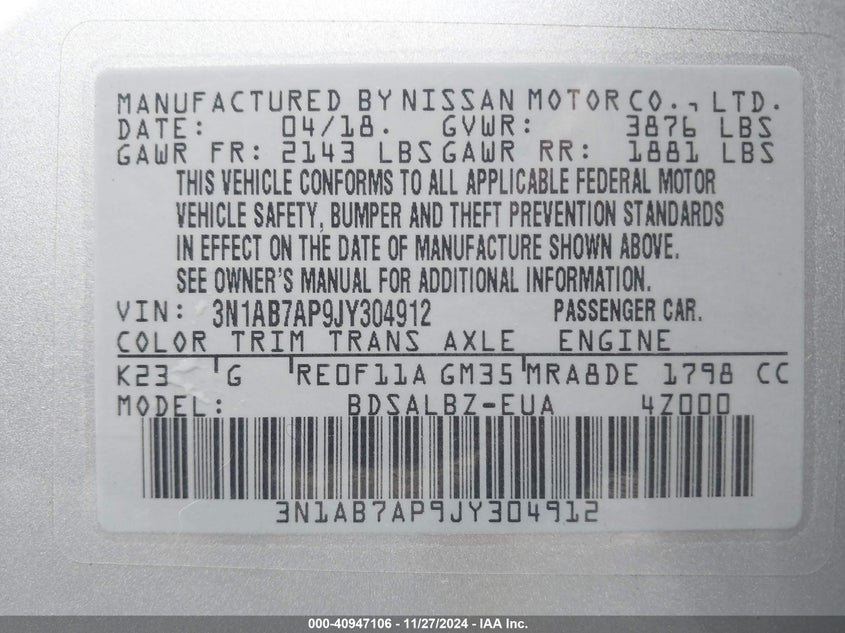 MANUFACTURED BY NISSAN MOTOR CO., LTD.
DATE: 04/18. GVWR: 3876 LBS
GAWR FR: 2143 LBS GAWR RR: 1881 LBS
THIS VEHICLE CONFORMS TO ALL APPLICABLE FEDERAL MOTOR
VEHICLE SAFETY, BUMPER AND THEFT PREVENTION STANDARDS
IN EFFECT ON THE DATE OF MANUFACTURE SHOWN ABOVE.
SEE OWNER'S MANUAL FOR ADDITIONAL INFORMATION.
VIN: 3N1AB7AP9JY304912 PASSENGER CAR.
COLOR TRIM TRANS AXLE ENGINE
K23 G RE0F11A GM35 MRA8DE 1798 CC
MODEL: BDSALBZ-EUA 4Z000
3N1AB7AP9JY304912
000-40947106 - 11/27/2024 - IAA Inc.